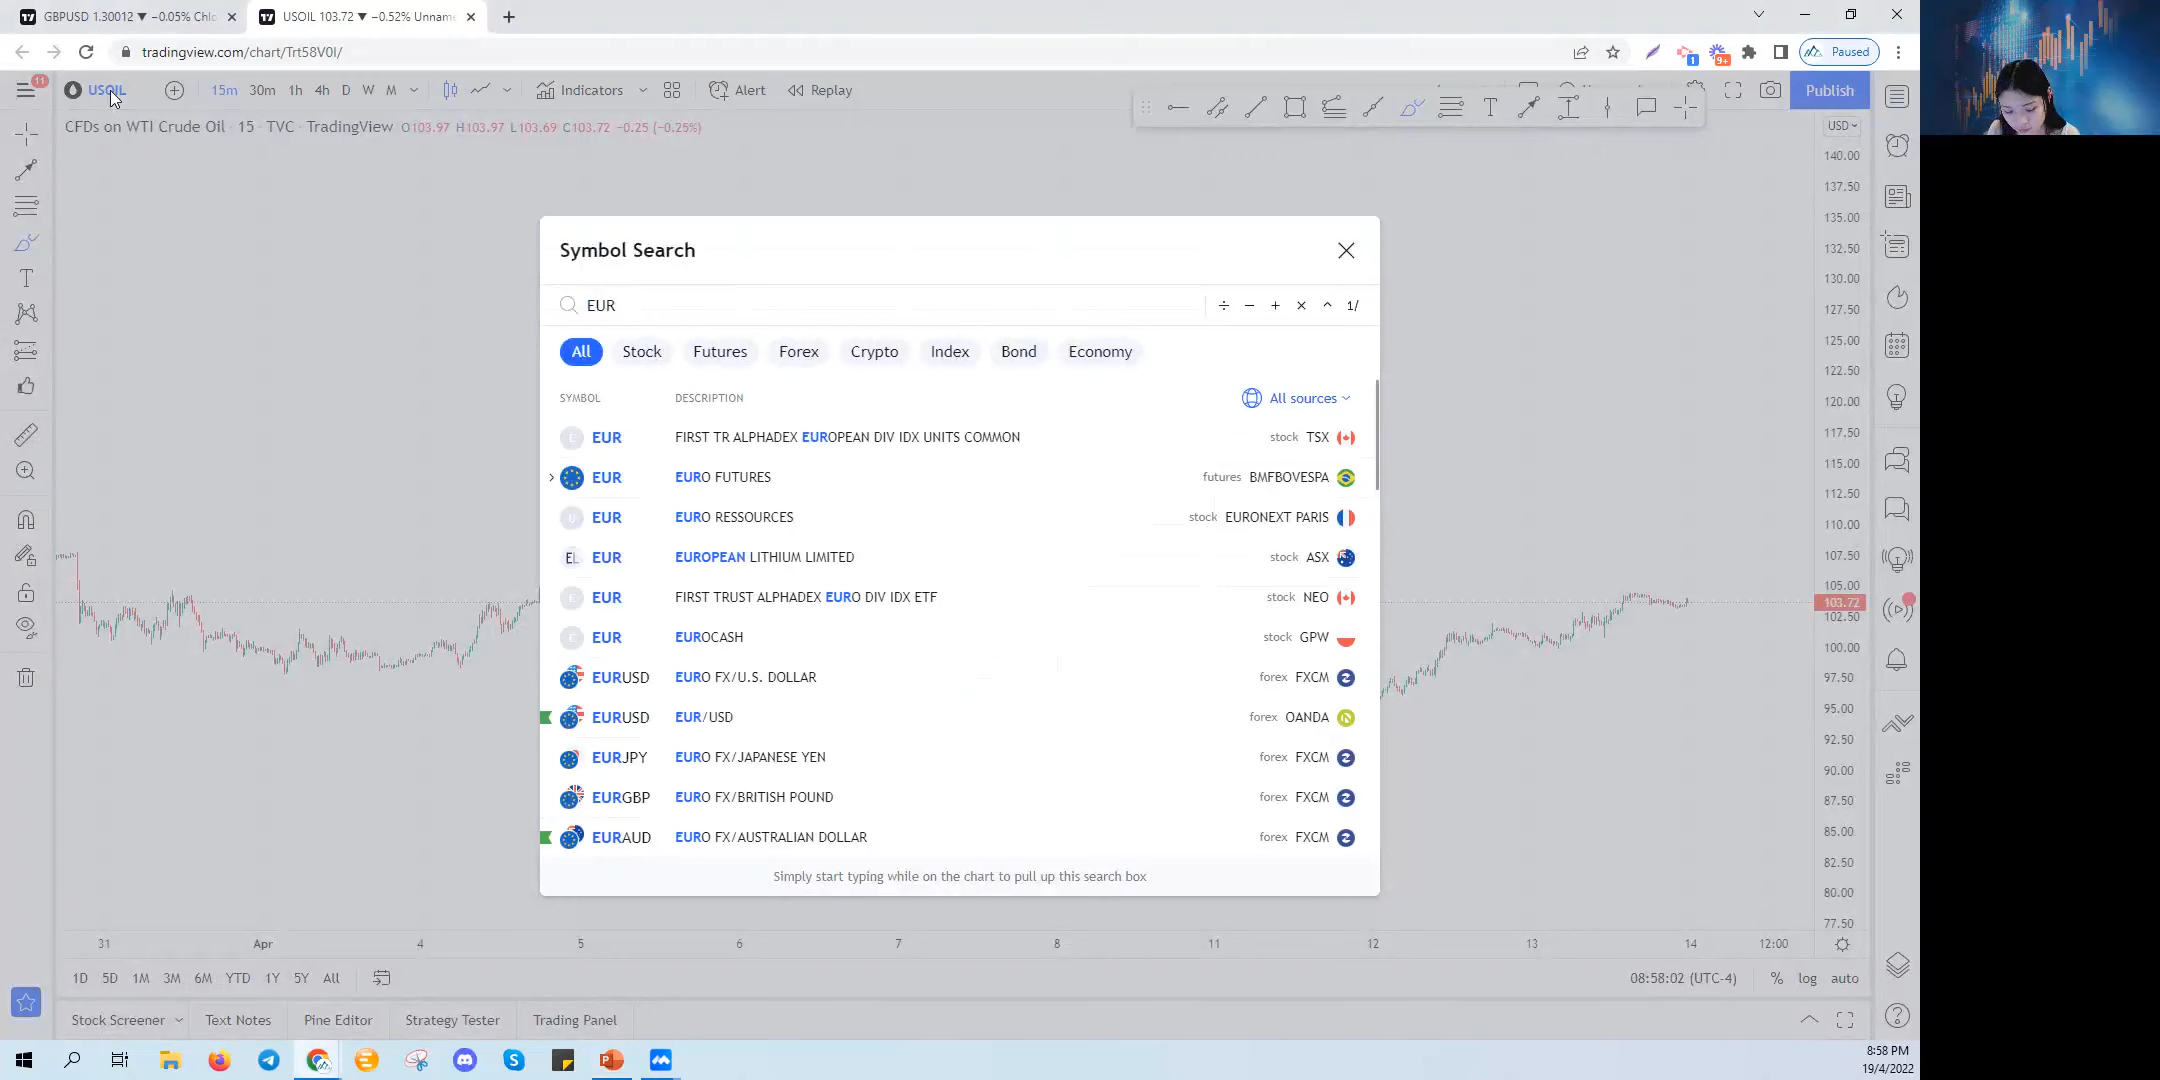 GBPUSD 1.30012 ▼ −0.05% Chl
USOIL 103.72 ▼ −0.52% Unname
tradingview.com/chart/Trt58V0I/
1
9+
Paused
11
USOIL
15m 30m 1h 4h D W M
Indicators
Alert
Replay
Publish
CFDs on WTI Crude Oil · 15 · TVC · TradingView O103.97 H103.97 L103.69 C103.72 −0.25 (−0.25%)
USD
Symbol Search
EUR
÷ − + × ^ 1/
All Stock Futures Forex Crypto Index Bond Economy
SYMBOL DESCRIPTION All sources
E EUR FIRST TR ALPHADEX EUROPEAN DIV IDX UNITS COMMON stock TSX
EUR EURO FUTURES futures BMFBOVESPA
EUR EURO RESSOURCES stock EURONEXT PARIS
EL EUR EUROPEAN LITHIUM LIMITED stock ASX
E EUR FIRST TRUST ALPHADEX EURO DIV IDX ETF stock NEO
E EUR EUROCASH stock GPW
EURUSD EURO FX/U.S. DOLLAR forex FXCM
EURUSD EUR/USD forex OANDA
EURJPY EURO FX/JAPANESE YEN forex FXCM
EURGBP EURO FX/BRITISH POUND forex FXCM
EURAUD EURO FX/AUSTRALIAN DOLLAR forex FXCM
Simply start typing while on the chart to pull up this search box
140.00
137.50
135.00
132.50
130.00
127.50
125.00
122.50
120.00
117.50
115.00
112.50
110.00
107.50
105.00
103.72
102.50
100.00
97.50
95.00
92.50
90.00
87.50
85.00
82.50
80.00
77.50
31 Apr 4 5 6 7 8 11 12 13 14 12:00
1D 5D 1M 3M 6M YTD 1Y 5Y All
08:58:02 (UTC-4) % log auto
Stock Screener Text Notes Pine Editor Strategy Tester Trading Panel
8:58 PM
19/4/2022